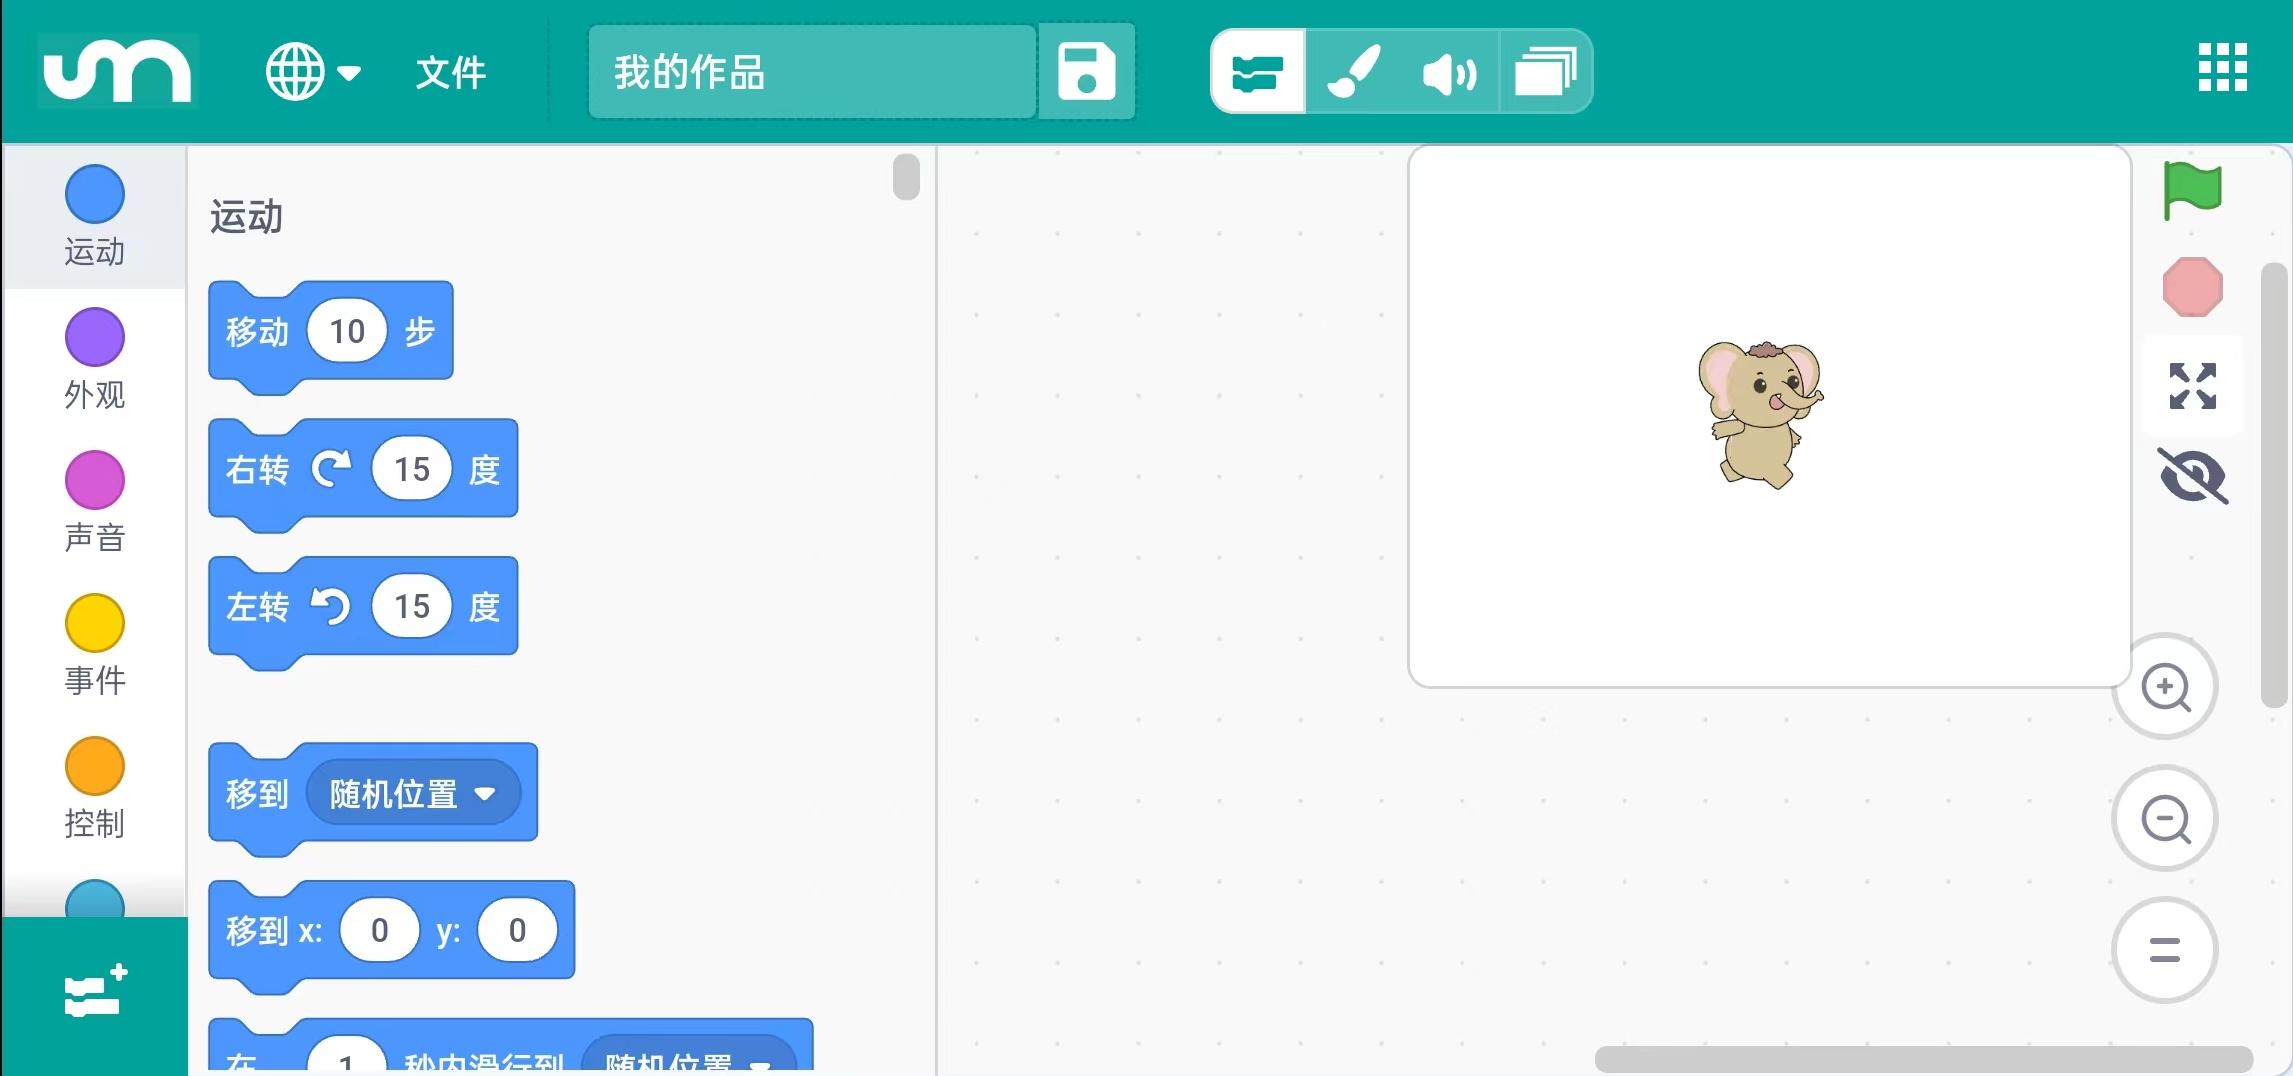 um
文件
我的作品
运动
外观
声音
事件
控制
运动
移动 10 步
右转 15 度
左转 15 度
移到 随机位置
移到 x: 0 y: 0
在 1 秒内滑行到 随机位置